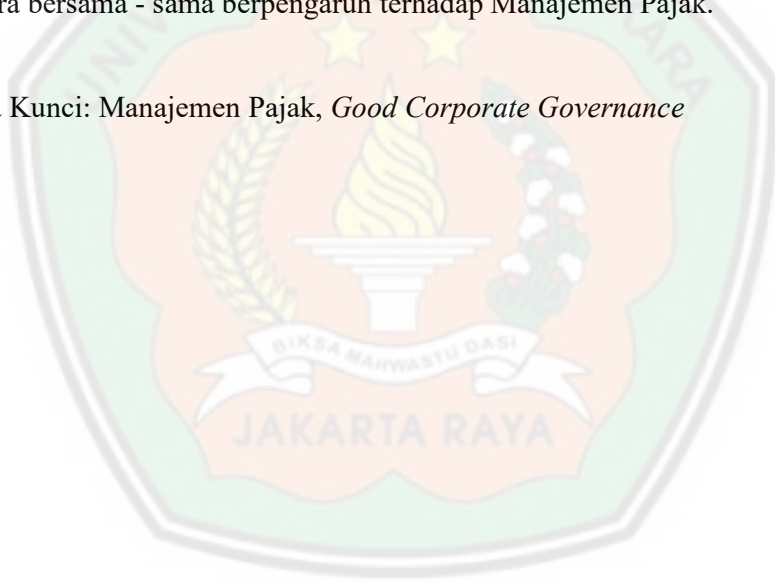 ra bersama - sama berpengaruh terhadap Manajemen Pajak.
Kunci: Manajemen Pajak, Good Corporate Governance
BIKSA MAHWASTU DASI
JAKARTA RAYA